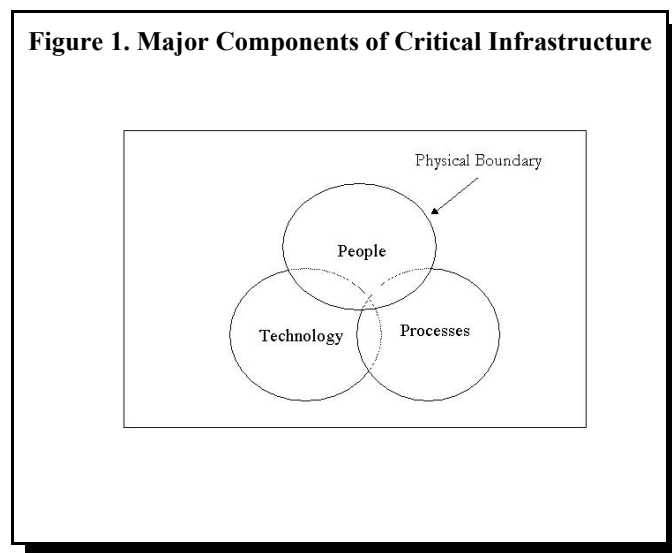 Figure 1. Major Components of Critical Infrastructure
Physical Boundary
People
Technology
Processes